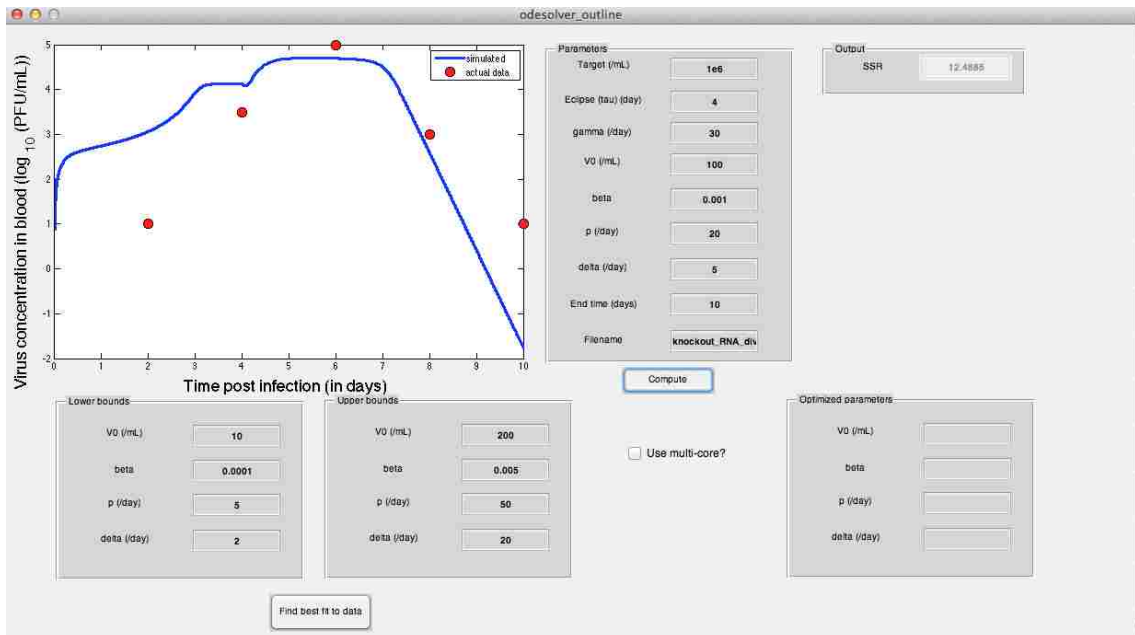 odesolver_outline
Virus concentration in blood (log 10 (PFU/mL))
5
4
3
2
1
0
-1
-2
0 1 2 3 4 5 6 7 8 9 10
Time post infection (in days)
simulated
actual data
Parameters
Target (/mL) 1e6
Eclipse (tau) (day) 4
gamma (/day) 30
V0 (/mL) 100
beta 0.001
p (/day) 20
delta (/day) 5
End time (days) 10
Filename knockout_RNA_div
Compute
Output
SSR 12.4885
Lower bounds
V0 (/mL) 10
beta 0.0001
p (/day) 5
delta (/day) 2
Upper bounds
V0 (/mL) 200
beta 0.005
p (/day) 50
delta (/day) 20
Use multi-core?
Optimized parameters
V0 (/mL)
beta
p (/day)
delta (/day)
Find best fit to data